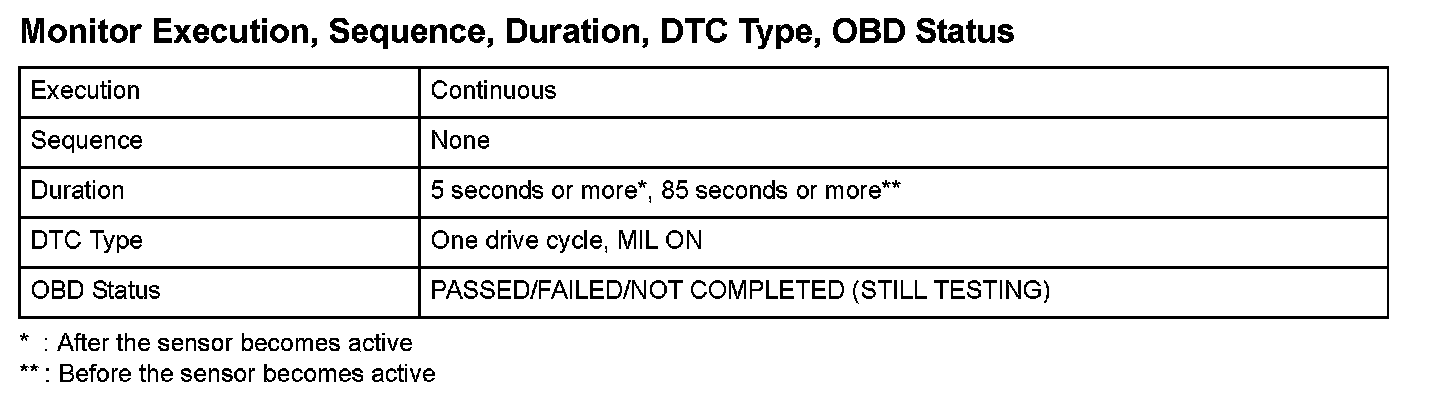 Monitor Execution, Sequence, Duration, DTC Type, OBD Status
Execution Continuous
Sequence None
Duration 5 seconds or more*, 85 seconds or more**
DTC Type One drive cycle, MIL ON
OBD Status PASSED/FAILED/NOT COMPLETED (STILL TESTING)
* : After the sensor becomes active
** : Before the sensor becomes active